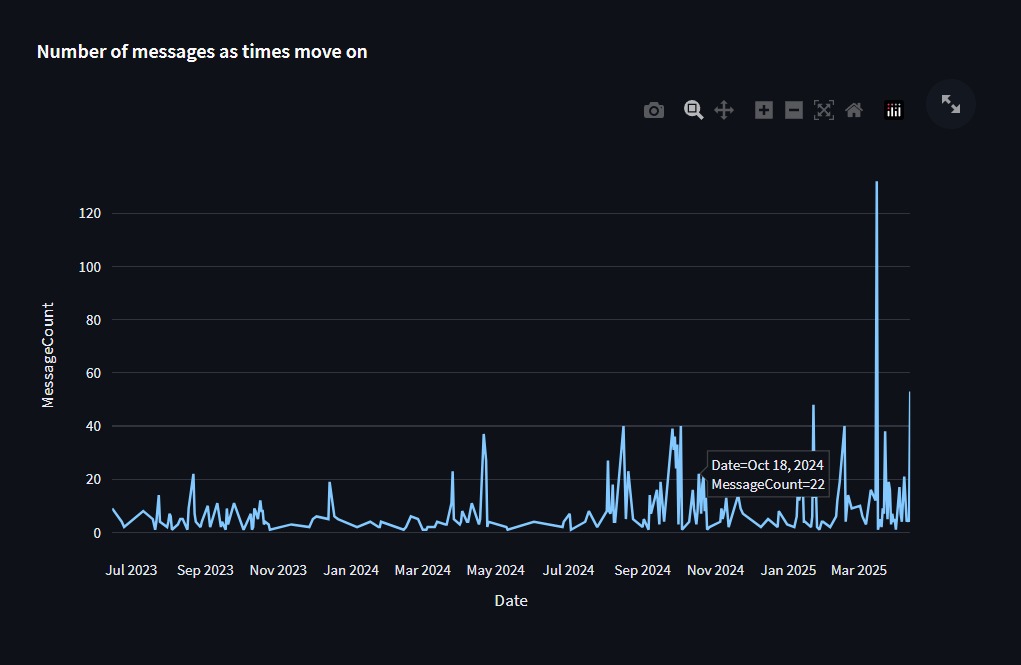 Number of messages as times move on
120
100
80
60
40
20
0
MessageCount
Date=Oct 18, 2024
MessageCount=22
Jul 2023 Sep 2023 Nov 2023 Jan 2024 Mar 2024 May 2024 Jul 2024 Sep 2024 Nov 2024 Jan 2025 Mar 2025
Date